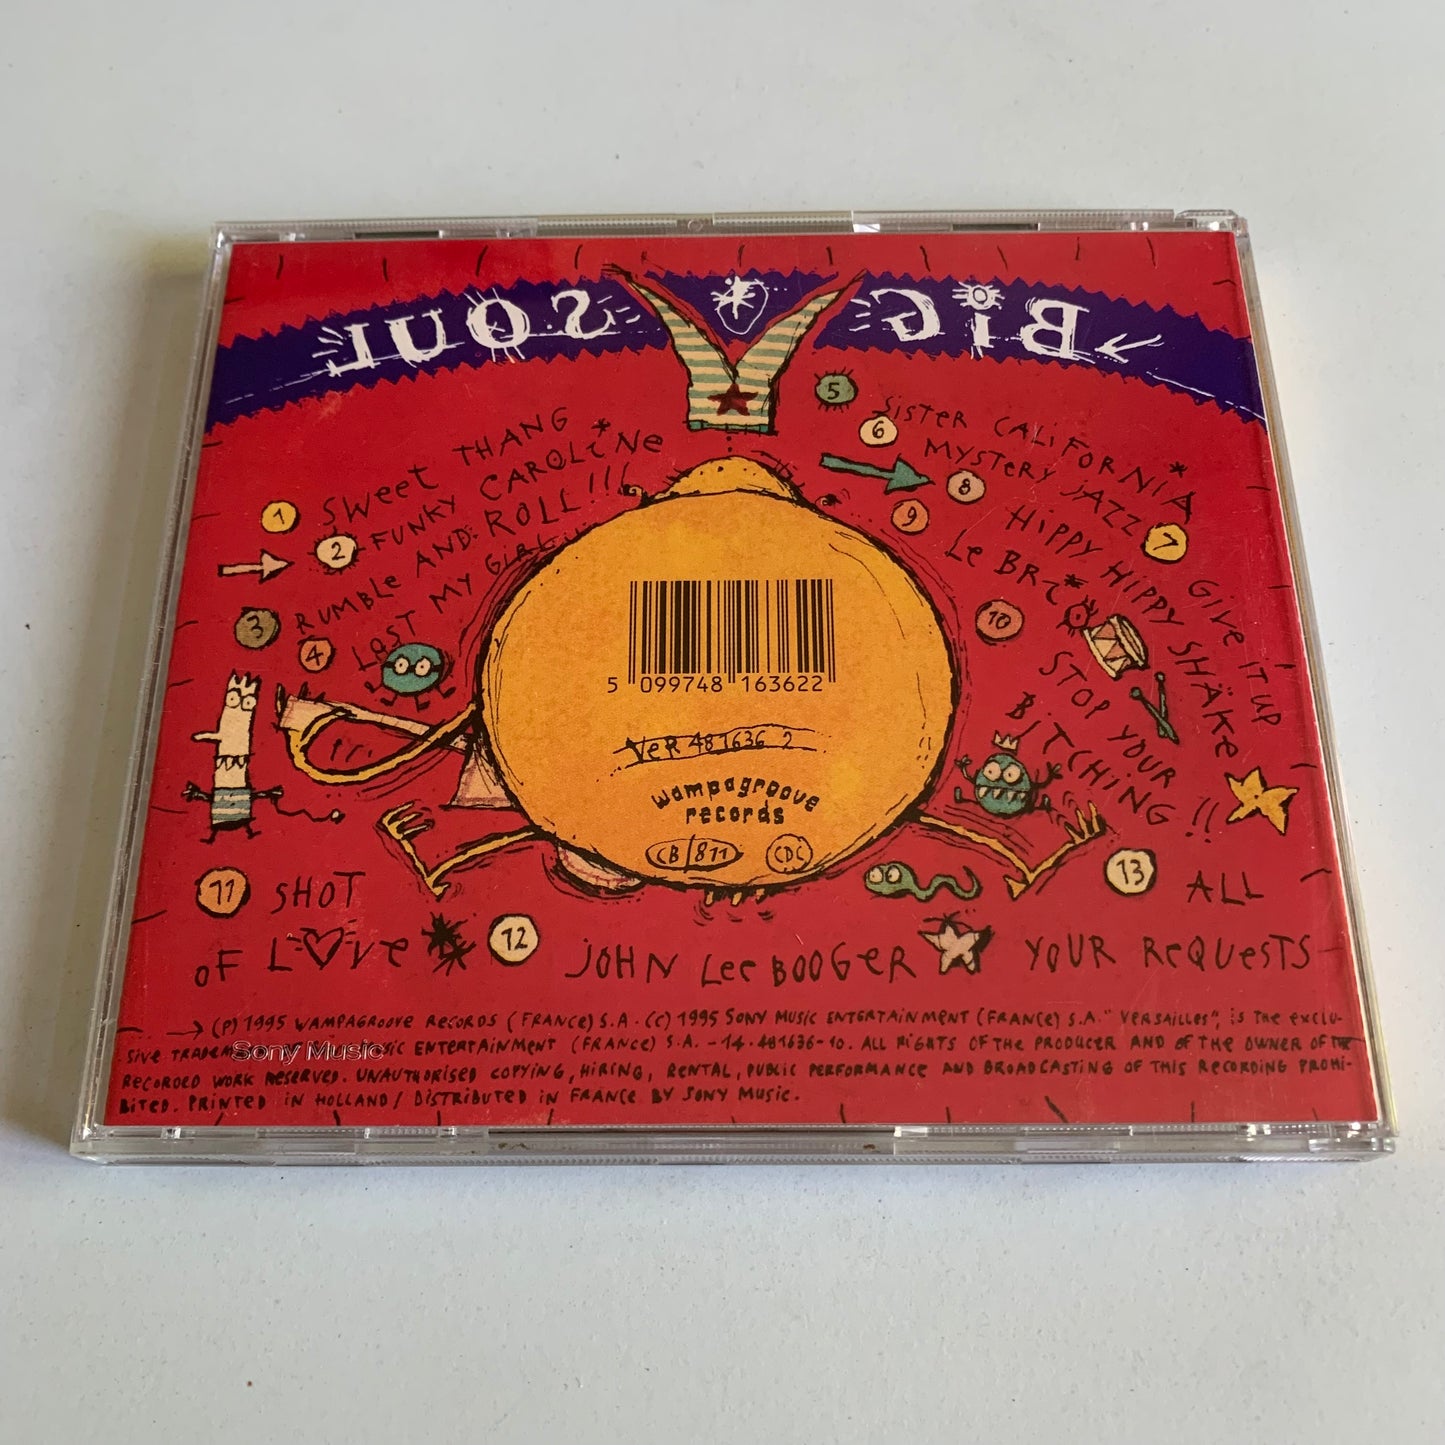 BiG SOUL
1 SWeeT THANG *
2 FUNKY CAROLiNe
3 RUMBLe AND ROLL!!!
4 LOST MY GiRL
5 SiSTeR CALiFORNiA *
6 MYSTeRY JAZZ
7 GiVe iT UP
8 HiPPY HiPPY SHÄKe
9 Le BRiO
10 STOP YOUR BiTCHiNG !!
11 SHOT
OF LOVe
12 JOHN Lee BOOGeR
13 ALL
YOUR ReQUeSTS
5 099748 163622
VeR 481636 2
wampagroove
records
CB/811 CDC
(P) 1995 WAMPAGROOVe ReCORDS (FRANCe) S.A. (C) 1995 SONY MUSIC ENTeRTAiNMeNT (FRANCe) S.A. "VeRSAiLLeS", iS THe eXCLU-
SiVe TRADeM SiC eNTeRTAiNMeNT (FRANCe) S.A. - 14-481636-10. ALL RiGHTS OF THe PRODUCeR AND OF THe OWNeR OF THe
ReCORDeD WORK ReSeRVeD. UNAUTHORiSeD COPYiNG, HiRiNG, ReNTAL, PUBLiC PeRFORMANCe AND BROADCASTiNG OF THiS ReCORDiNG PROHi-
BiTeD. PRiNTeD iN HOLLAND / DiSTRiBUTeD iN FRANCe BY SONY MUSiC.
Sony Music